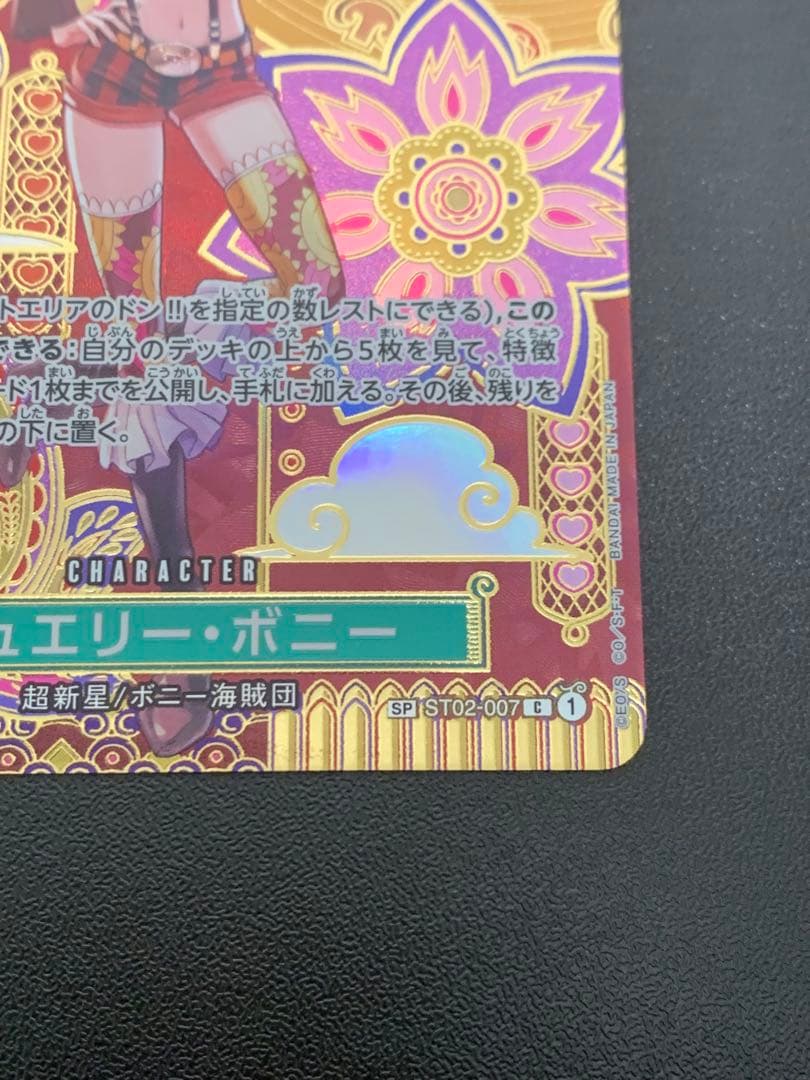 トエリアのドン!!を指定の数レストにできる),この
できる:自分のデッキの上から5枚を見て、特徴
ード1枚までを公開し、手札に加える。その後、残りを
の下に置く。
CHARACTER
ュエリー・ボニー
超新星/ボニー海賊団
SP ST02-007 C 1
©E.O/S ©O/S・F・T BANDAI MADE IN JAPAN